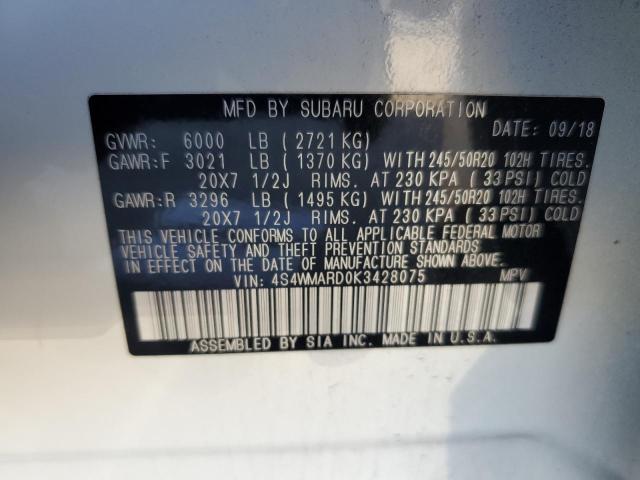 MFD BY SUBARU CORPORATION
DATE: 09/18
GVWR: 6000 LB (2721 KG)
GAWR:F 3021 LB (1370 KG) WITH 245/50R20 102H TIRES.
20X7 1/2J RIMS. AT 230 KPA (33 PSI) COLD
GAWR:R 3296 LB (1495 KG) WITH 245/50R20 102H TIRES.
20X7 1/2J RIMS. AT 230 KPA (33 PSI) COLD
THIS VEHICLE CONFORMS TO ALL APPLICABLE FEDERAL MOTOR
VEHICLE SAFETY AND THEFT PREVENTION STANDARDS
IN EFFECT ON THE DATE OF MANUFACTURE SHOWN ABOVE.
VIN: 4S4WMARD0K3428075 MPV
ASSEMBLED BY SIA INC. MADE IN U.S.A.